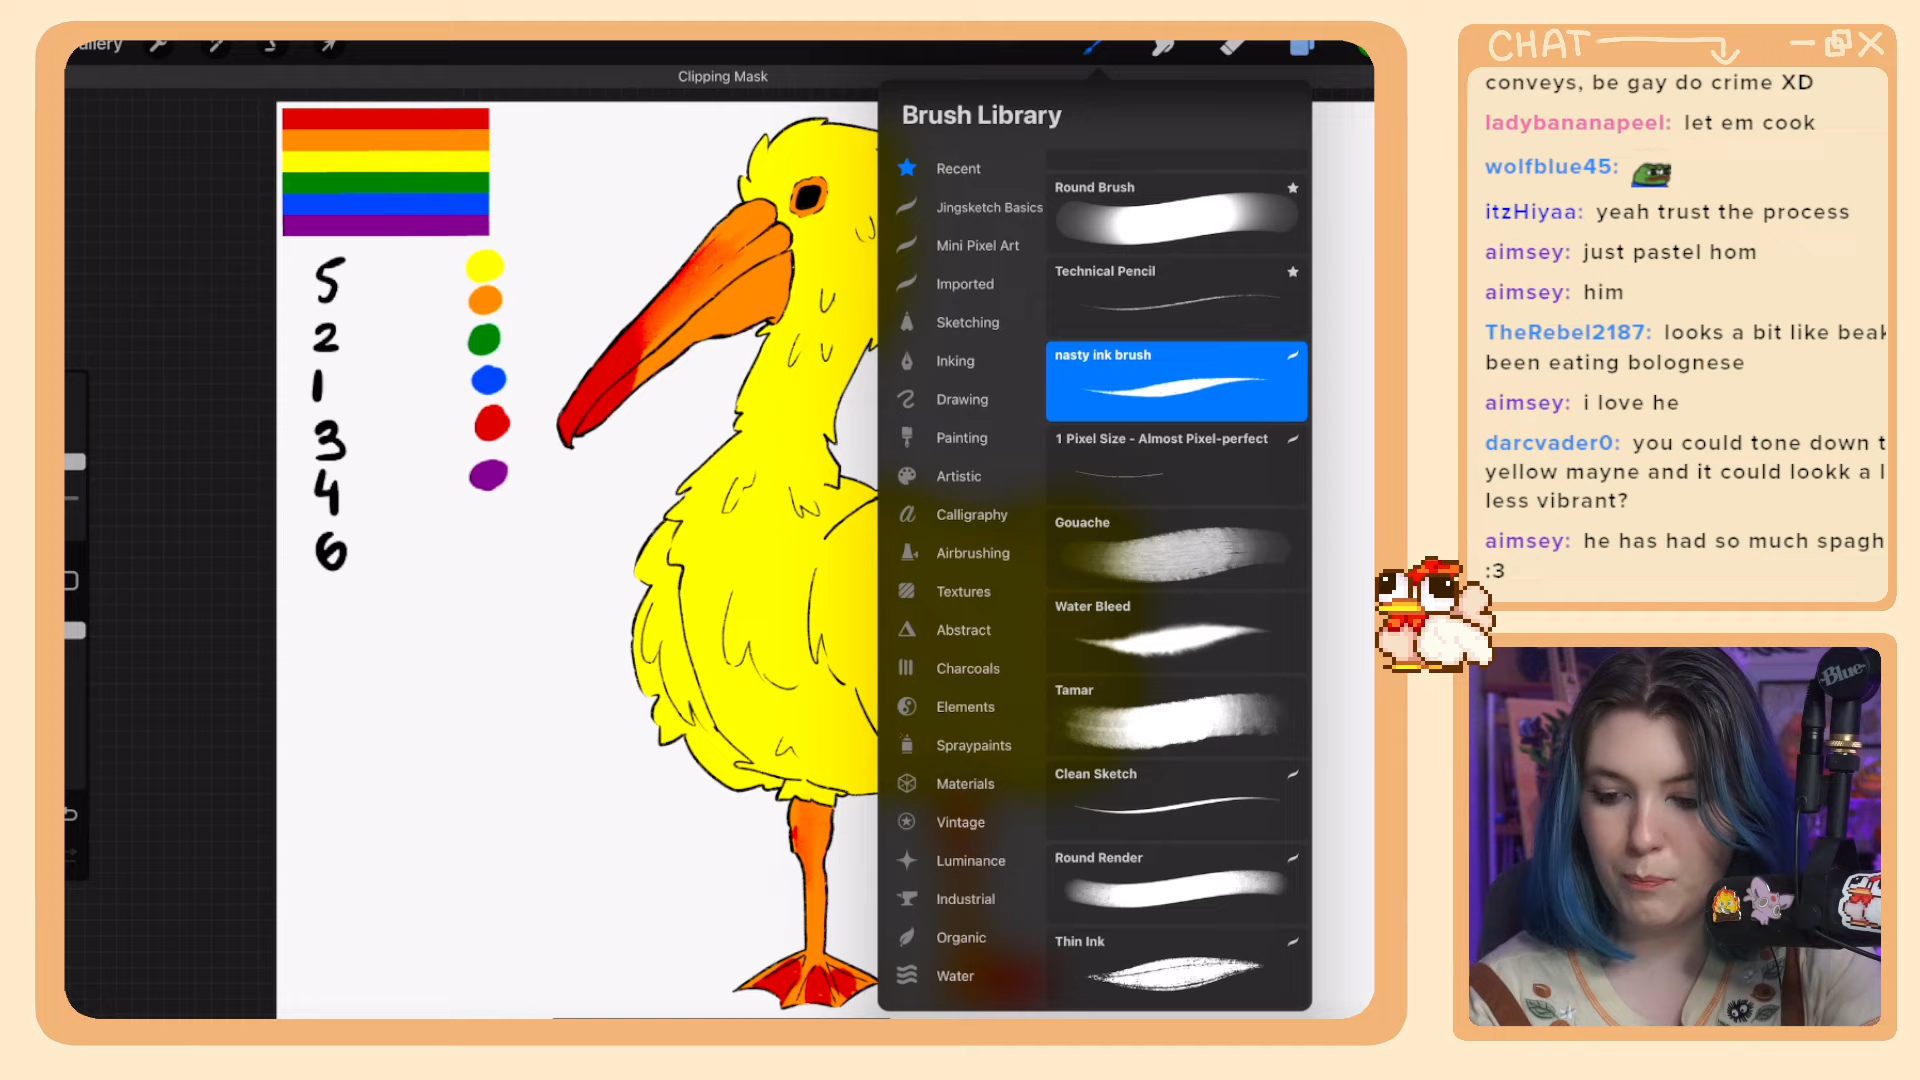 allery
Clipping Mask
5
2
1
3
4
6
Brush Library
Recent
Jingsketch Basics
Mini Pixel Art
Imported
Sketching
Inking
Drawing
Painting
Artistic
Calligraphy
Airbrushing
Textures
Abstract
Charcoals
Elements
Spraypaints
Materials
Vintage
Luminance
Industrial
Organic
Water
Round Brush
Technical Pencil
nasty ink brush
1 Pixel Size - Almost Pixel-perfect
Gouache
Water Bleed
Tamar
Clean Sketch
Round Render
Thin Ink
CHAT
conveys, be gay do crime XD
ladybananapeel: let em cook
wolfblue45:
itzHiyaa: yeah trust the process
aimsey: just pastel hom
aimsey: him
TheRebel2187: looks a bit like beak
been eating bolognese
aimsey: i love he
darcvader0: you could tone down t
yellow mayne and it could lookk a l
less vibrant?
aimsey: he has had so much spagh
:3
Blue